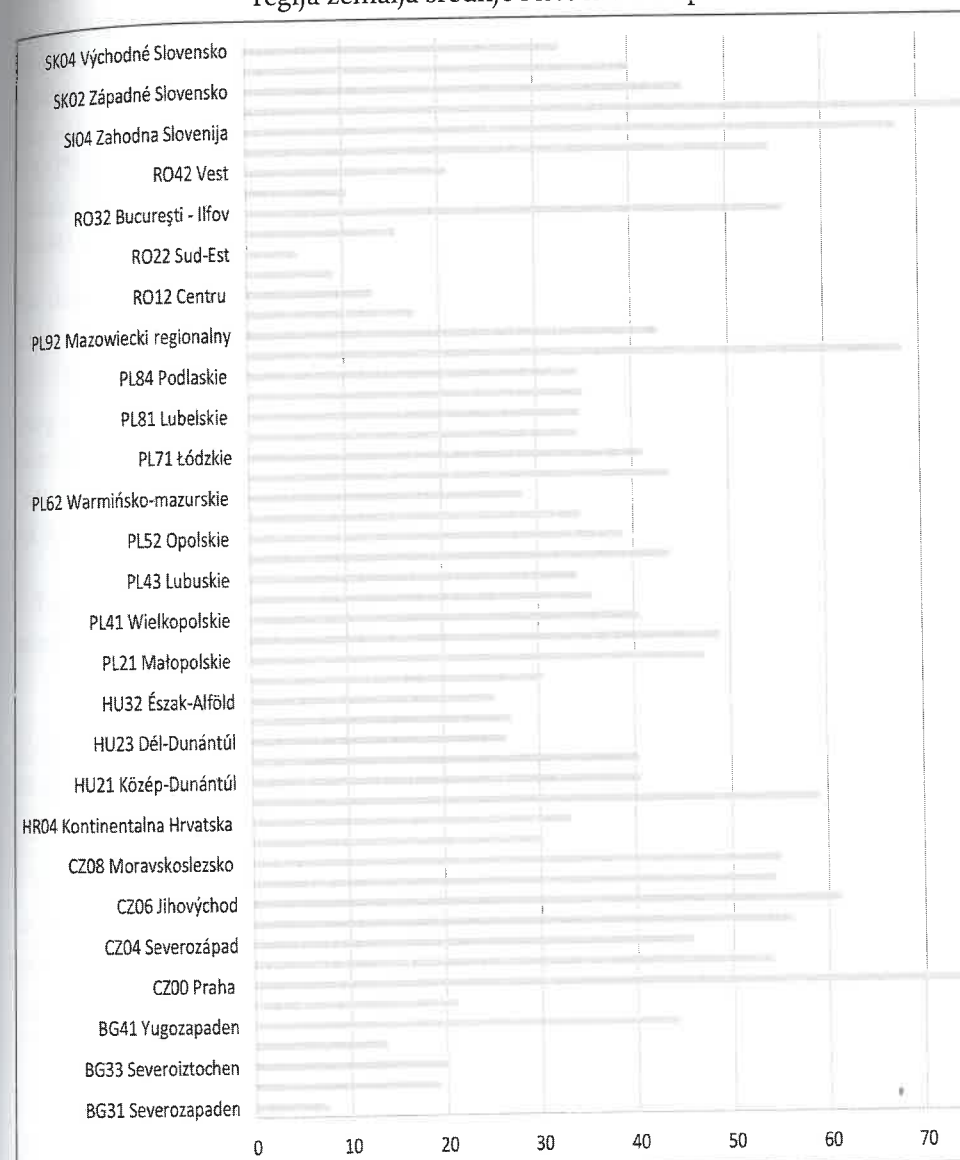 SK04 Východné Slovensko
SK02 Západné Slovensko
SI04 Zahodna Slovenija
RO42 Vest
RO32 Bucureşti - Ilfov
RO22 Sud-Est
RO12 Centru
PL92 Mazowiecki regionalny
PL84 Podlaskie
PL81 Lubelskie
PL71 Łódzkie
PL62 Warmińsko-mazurskie
PL52 Opolskie
PL43 Lubuskie
PL41 Wielkopolskie
PL21 Małopolskie
HU32 Észak-Alföld
HU23 Dél-Dunántúl
HU21 Közép-Dunántúl
HR04 Kontinentalna Hrvatska
CZ08 Moravskoslezsko
CZ06 Jihovýchod
CZ04 Severozápad
CZ00 Praha
BG41 Yugozapaden
BG33 Severoiztochen
BG31 Severozapaden
0 10 20 30 40 50 60 70